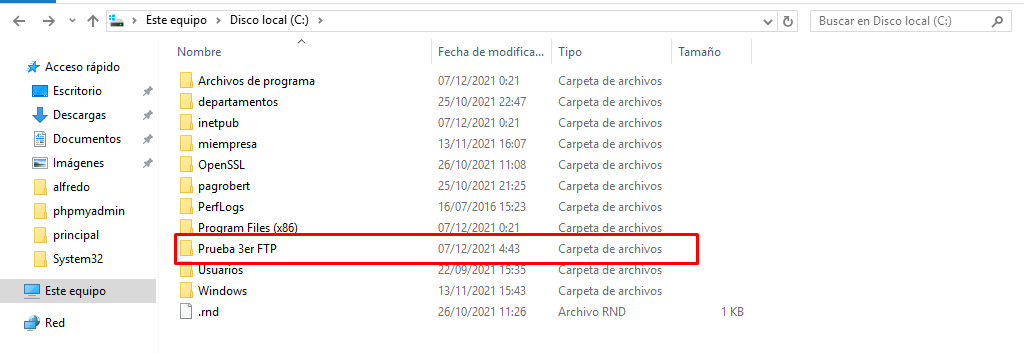 Este equipo > Disco local (C:) >
Buscar en Disco local (C:)
Nombre Fecha de modifica... Tipo Tamaño
Acceso rápido
Escritorio
Descargas
Documentos
Imágenes
alfredo
phpmyadmin
principal
System32
Este equipo
Red
Archivos de programa 07/12/2021 0:21 Carpeta de archivos
departamentos 25/10/2021 22:47 Carpeta de archivos
inetpub 07/12/2021 0:21 Carpeta de archivos
miempresa 13/11/2021 16:07 Carpeta de archivos
OpenSSL 26/10/2021 11:08 Carpeta de archivos
pagrobert 25/10/2021 21:25 Carpeta de archivos
PerfLogs 16/07/2016 15:23 Carpeta de archivos
Program Files (x86) 07/12/2021 0:21 Carpeta de archivos
Prueba 3er FTP 07/12/2021 4:43 Carpeta de archivos
Usuarios 22/09/2021 15:35 Carpeta de archivos
Windows 13/11/2021 15:43 Carpeta de archivos
.rnd 26/10/2021 11:26 Archivo RND 1 KB